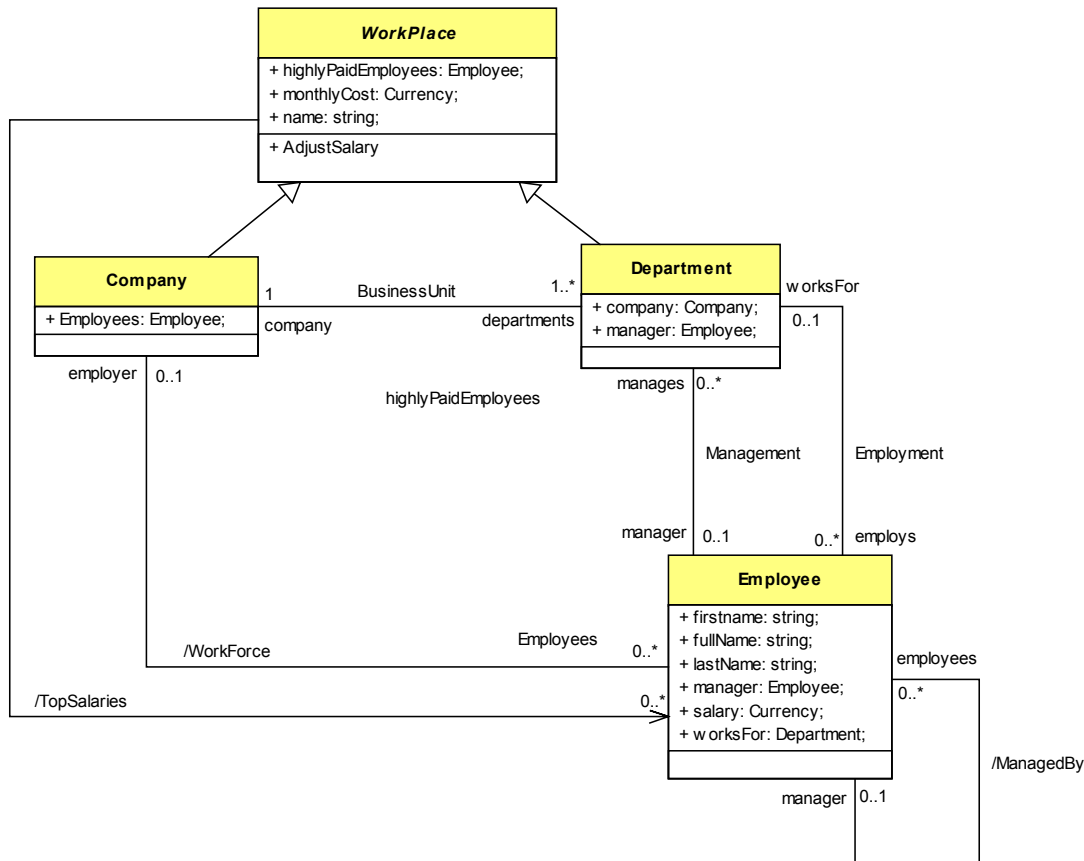 WorkPlace
+ highlyPaidEmployees: Employee;
+ monthlyCost: Currency;
+ name: string;
+ AdjustSalary
Company
+ Employees: Employee;
1
company
BusinessUnit
1..*
departments
Department
+ company: Company;
+ manager: Employee;
worksFor
0..1
employer
0..1
highlyPaidEmployees
manages
0..*
Management
Employment
manager
0..1
0..*
employs
Employee
+ firstname: string;
+ fullName: string;
+ lastName: string;
+ manager: Employee;
+ salary: Currency;
+ worksFor: Department;
/WorkForce
Employees
0..*
employees
0..*
/TopSalaries
0..*
/ManagedBy
manager
0..1